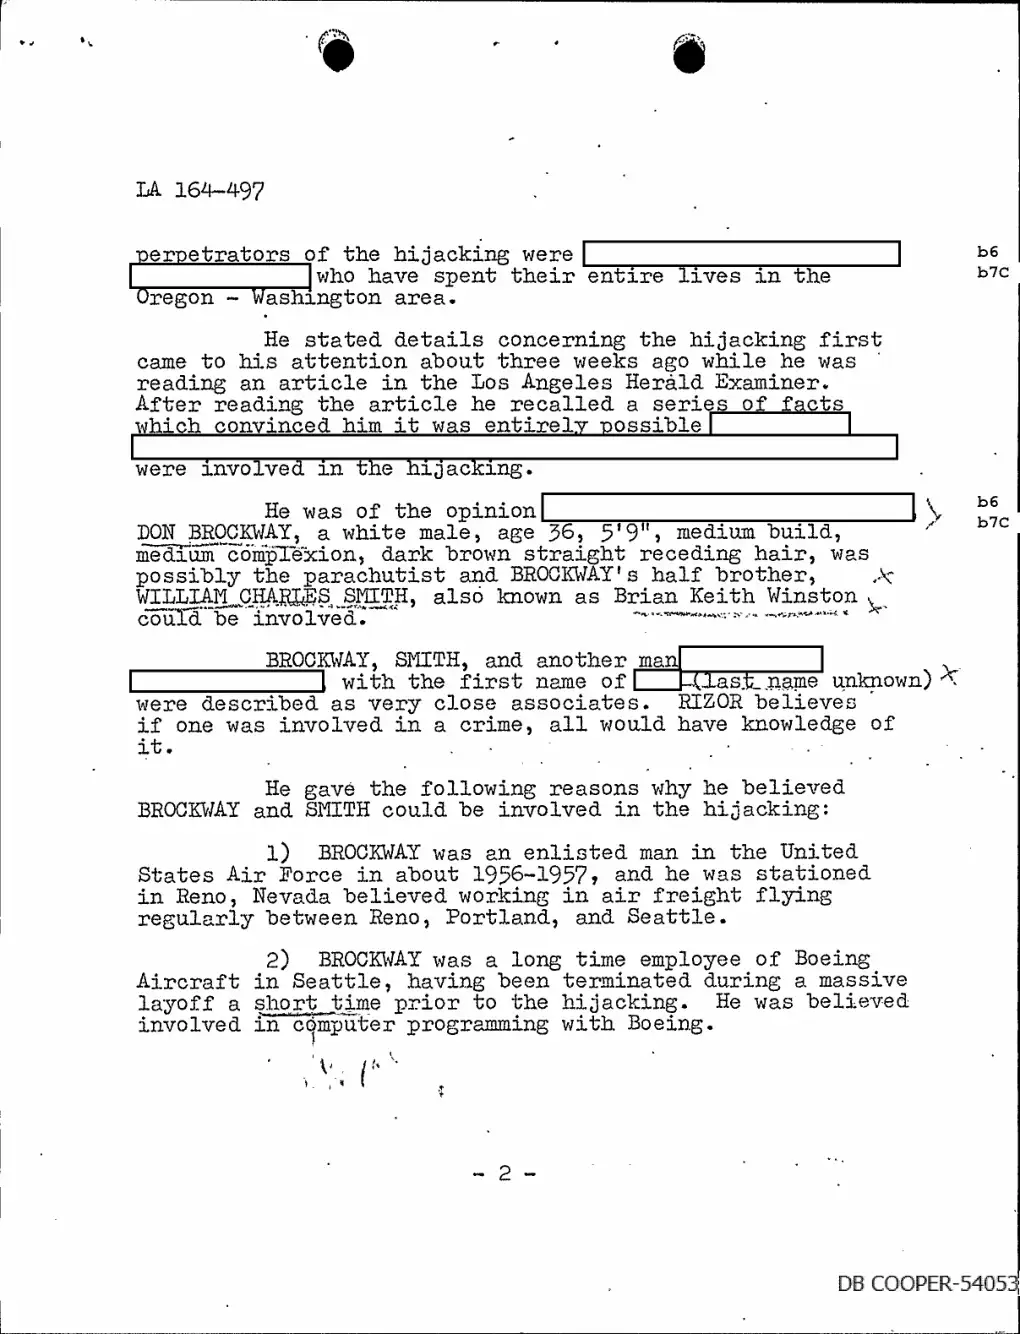 LA 164-497
perpetrators of the hijacking were
b6
who have spent their entire lives in the
b7C
Oregon - Washington area.
He stated details concerning the hijacking first
came to his attention about three weeks ago while he was
reading an article in the Los Angeles Herald Examiner.
After reading the article he recalled a series of facts
which convinced him it was entirely possible
were involved in the hijacking.
He was of the opinion
b6
b7C
DON BROCKWAY, a white male, age 36, 5'9", medium build,
medium complexion, dark brown straight receding hair, was
possibly the parachutist and BROCKWAY's half brother,
WILLIAM CHARLES SMITH, also known as Brian Keith Winston
could be involved.
BROCKWAY, SMITH, and another man
with the first name of (last name unknown)
were described as very close associates. RIZOR believes
if one was involved in a crime, all would have knowledge of
it.
He gave the following reasons why he believed
BROCKWAY and SMITH could be involved in the hijacking:
1) BROCKWAY was an enlisted man in the United
States Air Force in about 1956-1957, and he was stationed
in Reno, Nevada believed working in air freight flying
regularly between Reno, Portland, and Seattle.
2) BROCKWAY was a long time employee of Boeing
Aircraft in Seattle, having been terminated during a massive
layoff a short time prior to the hijacking. He was believed
involved in computer programming with Boeing.
- 2 -
DB COOPER-54053